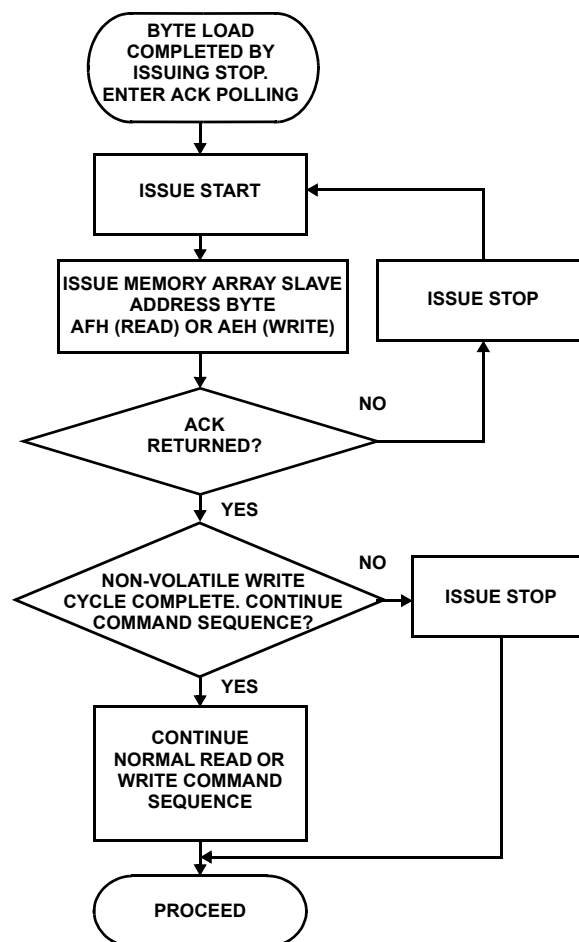 BYTE LOAD
COMPLETED BY
ISSUING STOP.
ENTER ACK POLLING
ISSUE START
ISSUE MEMORY ARRAY SLAVE
ADDRESS BYTE
AFH (READ) OR AEH (WRITE)
ISSUE STOP
ACK
RETURNED?
NO
YES
NON-VOLATILE WRITE
CYCLE COMPLETE. CONTINUE
COMMAND SEQUENCE?
NO
ISSUE STOP
YES
CONTINUE
NORMAL READ OR
WRITE COMMAND
SEQUENCE
PROCEED